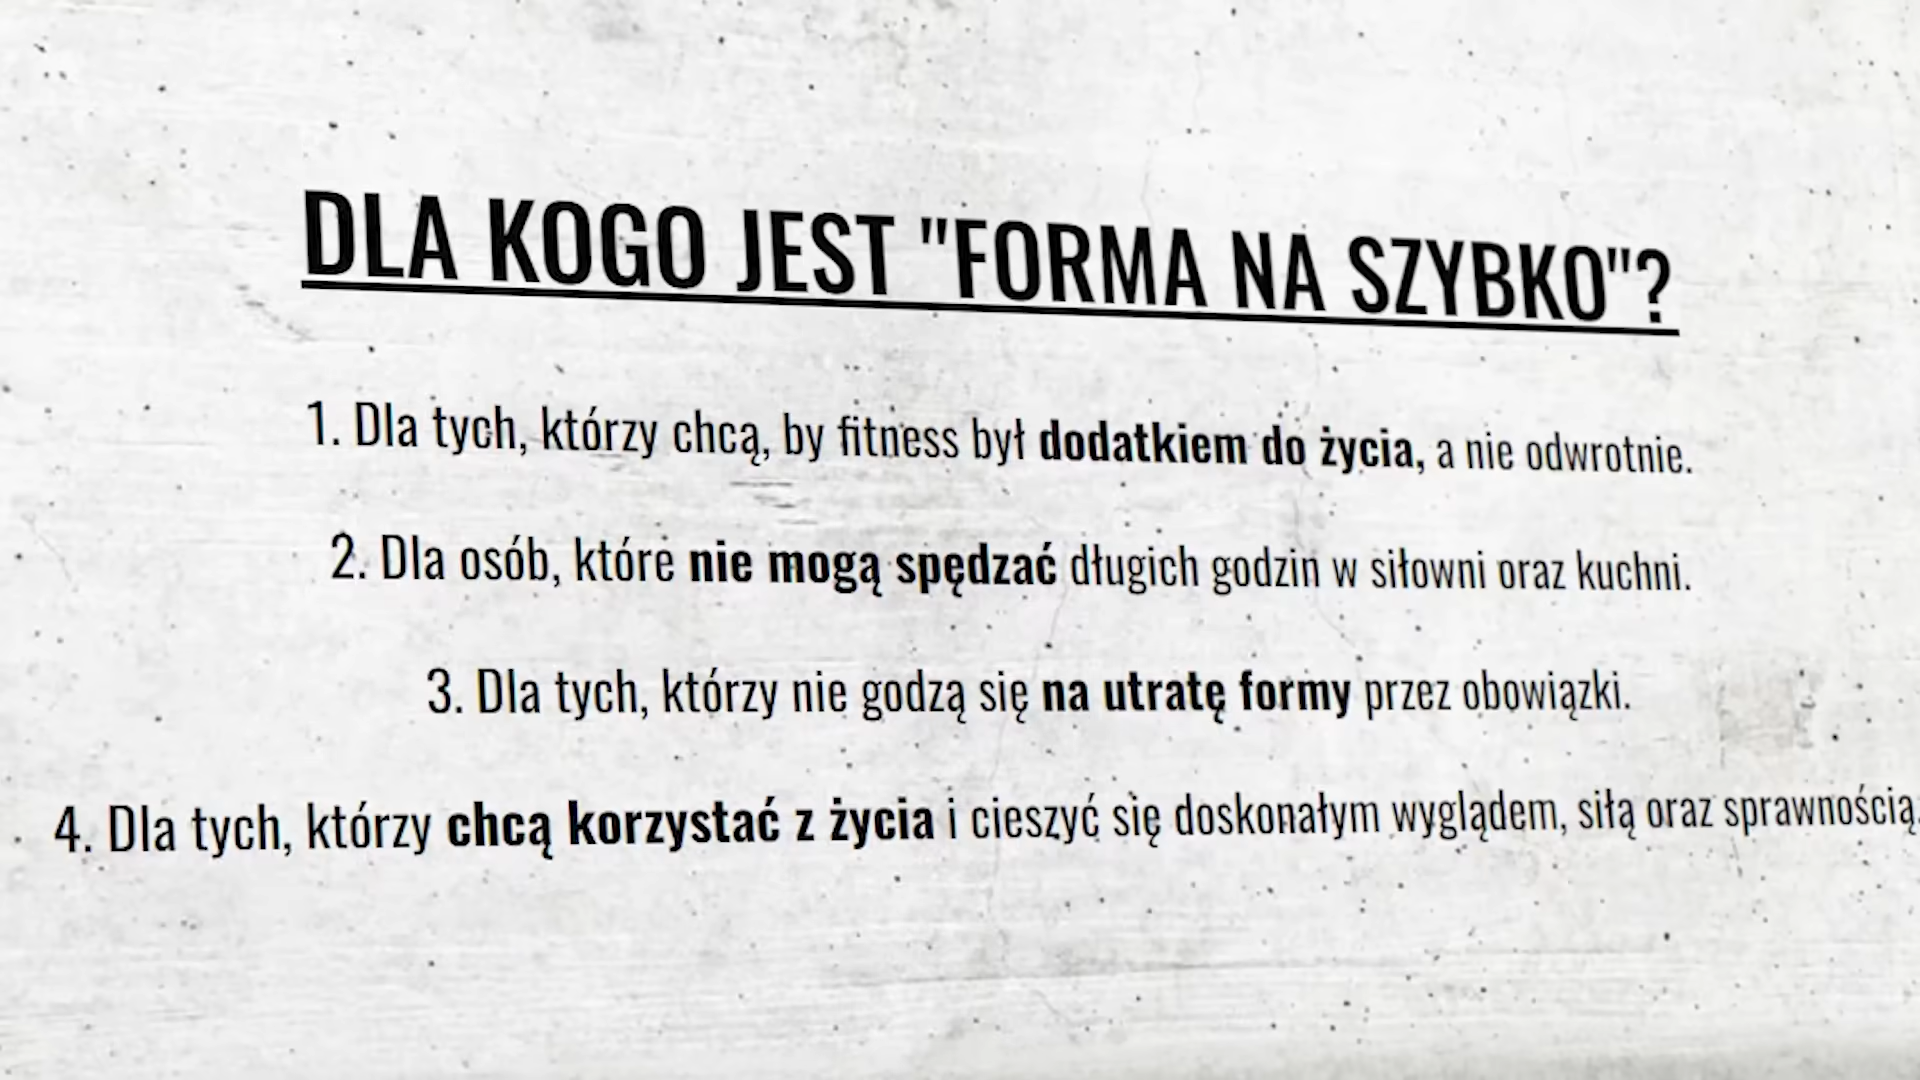 DLA KOGO JEST "FORMA NA SZYBKO"?
1. Dla tych, którzy chcą, by fitness był dodatkiem do życia, a nie odwrotnie.
2. Dla osób, które nie mogą spędzać długich godzin w siłowni oraz kuchni.
3. Dla tych, którzy nie godzą się na utratę formy przez obowiązki.
4. Dla tych, którzy chcą korzystać z życia i cieszyć się doskonałym wyglądem, siłą oraz sprawnością.